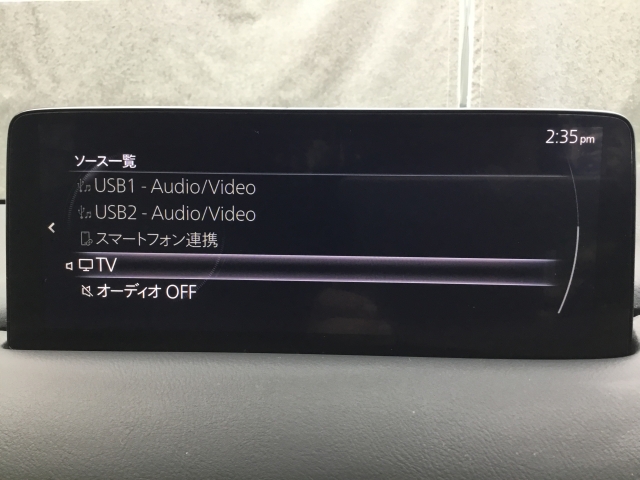 2:35pm
ソース一覧
USB1 - Audio/Video
USB2 - Audio/Video
スマートフォン連携
TV
オーディオ OFF